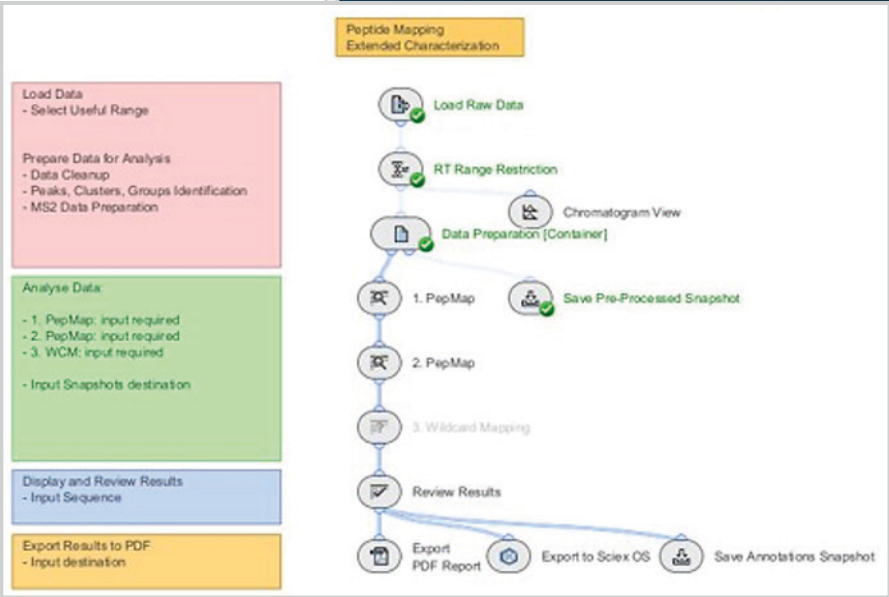 Peptide Mapping
Extended Characterization
Load Data
- Select Useful Range
Prepare Data for Analysis
- Data Cleanup
- Peaks, Clusters, Groups Identification
- MS2 Data Preparation
Analyse Data:
- 1. PepMap: input required
- 2. PepMap: input required
- 3. WCM: input required
- Input Snapshots destination
Display and Review Results
- Input Sequence
Export Results to PDF
- Input destination
Load Raw Data
RT Range Restriction
Chromatogram View
Data Preparation [Container]
1. PepMap
Save Pre-Processed Snapshot
2. PepMap
3. Wildcard Mapping
Review Results
Export
PDF Report
Export to Sciex OS
Save Annotations Snapshot